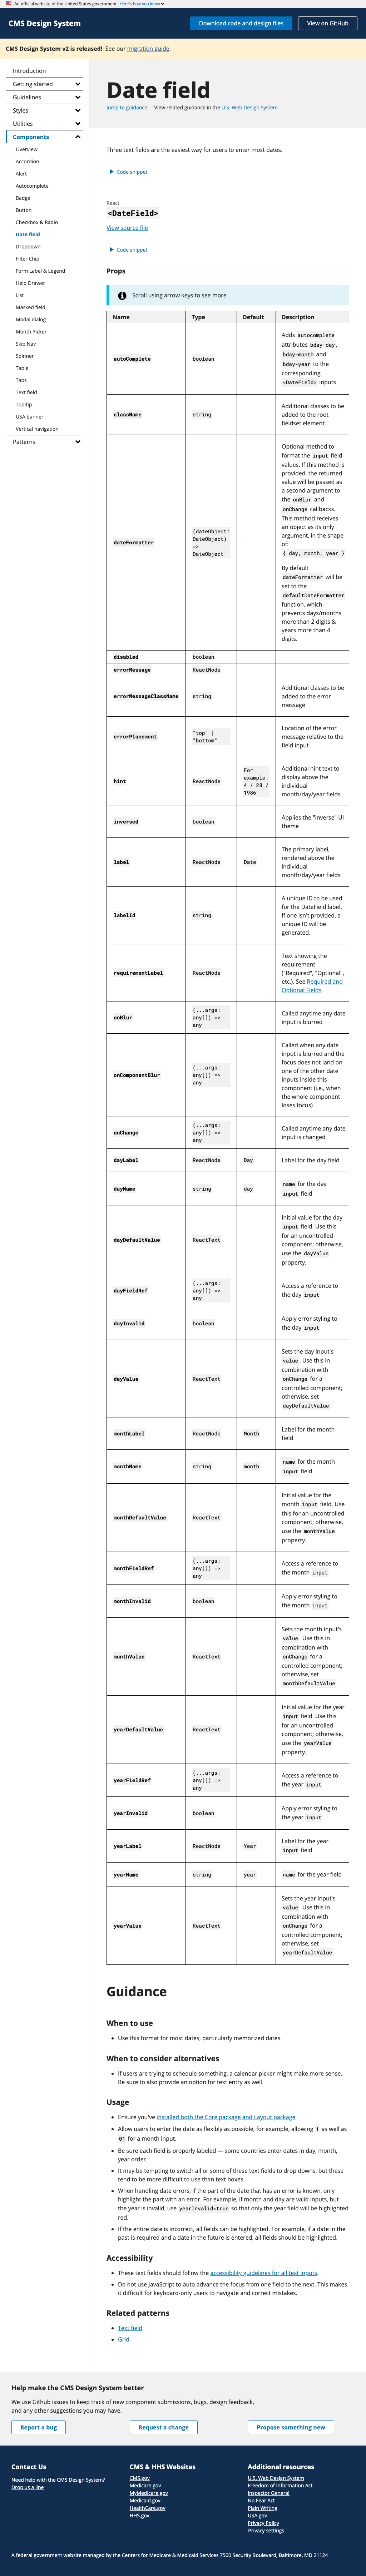 An official website of the United States government Here's how you know
CMS Design System
Download code and design files
View on GitHub
CMS Design System v2 is released! See our migration guide.
Introduction
Getting started
Guidelines
Styles
Utilities
Components
Overview
Accordion
Alert
Autocomplete
Badge
Button
Checkbox & Radio
Date field
Dropdown
Filter Chip
Form Label & Legend
Help Drawer
List
Masked field
Modal dialog
Month Picker
Skip Nav
Spinner
Table
Tabs
Text field
Tooltip
USA banner
Vertical navigation
Patterns
Date field
Jump to guidance View related guidance in the U.S. Web Design System
Three text fields are the easiest way for users to enter most dates.
Code snippet
React
<DateField>
View source file
Code snippet
Props
Scroll using arrow keys to see more
Name Type Default Description
autoComplete boolean
Adds autocomplete
attributes bday-day,
bday-month and
bday-year to the
corresponding
<DateField> inputs
className string
Additional classes to be
added to the root
fieldset element
dateFormatter
(dateObject:
DateObject)
=>
DateObject
Optional method to
format the input field
values. If this method is
provided, the returned
value will be passed as
a second argument to
the onBlur and
onChange callbacks.
This method receives
an object as its only
argument, in the shape
of:
{ day, month, year }
By default
dateFormatter will be
set to the
defaultDateFormatter
function, which
prevents days/months
more than 2 digits &
years more than 4
digits.
disabled boolean
errorMessage ReactNode
errorMessageClassName string
Additional classes to be
added to the error
message
errorPlacement
"top" |
"bottom"
Location of the error
message relative to the
field input
hint ReactNode
For
example:
4 / 28 /
1986
Additional hint text to
display above the
individual
month/day/year fields
inversed boolean
Applies the "inverse" UI
theme
label ReactNode Date
The primary label,
rendered above the
individual
month/day/year fields
labelId string
A unique ID to be used
for the DateField label.
If one isn't provided, a
unique ID will be
generated.
requirementLabel ReactNode
Text showing the
requirement
("Required", "Optional",
etc.). See Required and
Optional Fields.
onBlur
(...args:
any[]) =>
any
Called anytime any date
input is blurred
onComponentBlur
(...args:
any[]) =>
any
Called when any date
input is blurred and the
focus does not land on
one of the other date
inputs inside this
component (i.e., when
the whole component
loses focus)
onChange
(...args:
any[]) =>
any
Called anytime any date
input is changed
dayLabel ReactNode Day Label for the day field
dayName string day
name for the day
input field
dayDefaultValue ReactText
Initial value for the day
input field. Use this
for an uncontrolled
component; otherwise,
use the dayValue
property.
dayFieldRef
(...args:
any[]) =>
any
Access a reference to
the day input
dayInvalid boolean
Apply error styling to
the day input
dayValue ReactText
Sets the day input's
value. Use this in
combination with
onChange for a
controlled component;
otherwise, set
dayDefaultValue.
monthLabel ReactNode Month
Label for the month
field
monthName string month
name for the month
input field
monthDefaultValue ReactText
Initial value for the
month input field. Use
this for an uncontrolled
component; otherwise,
use the monthValue
property.
monthFieldRef
(...args:
any[]) =>
any
Access a reference to
the month input
monthInvalid boolean
Apply error styling to
the month input
monthValue ReactText
Sets the month input's
value. Use this in
combination with
onChange for a
controlled component;
otherwise, set
monthDefaultValue.
yearDefaultValue ReactText
Initial value for the year
input field. Use this
for an uncontrolled
component; otherwise,
use the yearValue
property.
yearFieldRef
(...args:
any[]) =>
any
Access a reference to
the year input
yearInvalid boolean
Apply error styling to
the year input
yearLabel ReactNode Year
Label for the year
input field
yearName string year name for the year field
yearValue ReactText
Sets the year input's
value. Use this in
combination with
onChange for a
controlled component;
otherwise, set
yearDefaultValue.
Guidance
When to use
Use this format for most dates, particularly memorized dates.
When to consider alternatives
If users are trying to schedule something, a calendar picker might make more sense.
Be sure to also provide an option for text entry as well.
Usage
Ensure you've installed both the Core package and Layout package
Allow users to enter the date as flexibly as possible, for example, allowing 1 as well as
01 for a month input.
Be sure each field is properly labeled — some countries enter dates in day, month,
year order.
It may be tempting to switch all or some of these text fields to drop downs, but these
tend to be more difficult to use than text boxes.
When handling date errors, if the part of the date that has an error is known, only
highlight the part with an error. For example, if month and day are valid inputs, but
the year is invalid, use yearInvalid=true so that only the year field will be highlighted
red.
If the entire date is incorrect, all fields can be highlighted. For example, if a date in the
past is required and a date in the future is entered, all fields should be highlighted.
Accessibility
These text fields should follow the accessibility guidelines for all text inputs.
Do not use JavaScript to auto advance the focus from one field to the next. This makes
it difficult for keyboard-only users to navigate and correct mistakes.
Related patterns
Text field
Grid
Help make the CMS Design System better
We use Github issues to keep track of new component submissions, bugs, design feedback,
and any other suggestions you may have.
Report a bug
Request a change
Propose something new
Contact Us
Need help with the CMS Design System?
Drop us a line
CMS & HHS Websites
CMS.gov
Medicare.gov
MyMedicare.gov
Medicaid.gov
HealthCare.gov
HHS.gov
Additional resources
U.S. Web Design System
Freedom of Information Act
Inspector General
No Fear Act
Plain Writing
USA.gov
Privacy Policy
Privacy settings
A federal government website managed by the Centers for Medicare & Medicaid Services 7500 Security Boulevard, Baltimore, MD 21124